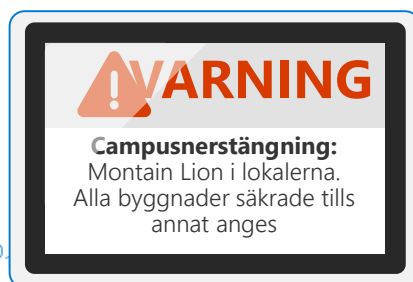 VARNING
Campusnerstängning:
Montain Lion i lokalerna.
Alla byggnader säkrade tills
annat anges